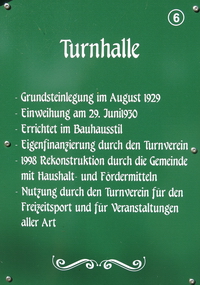 6
Turnhalle
- Grundsteinlegung im August 1929
- Einweihung am 29. Juni1930
- Errichtet im Bauhausstil
- Eigenfinanzierung durch den Turnverein
- 1998 Rekonstruktion durch die Gemeinde
mit Haushalt- und Fördermitteln
- Nutzung durch den Turnverein für den
Freizeitsport und für Veranstaltungen
aller Art